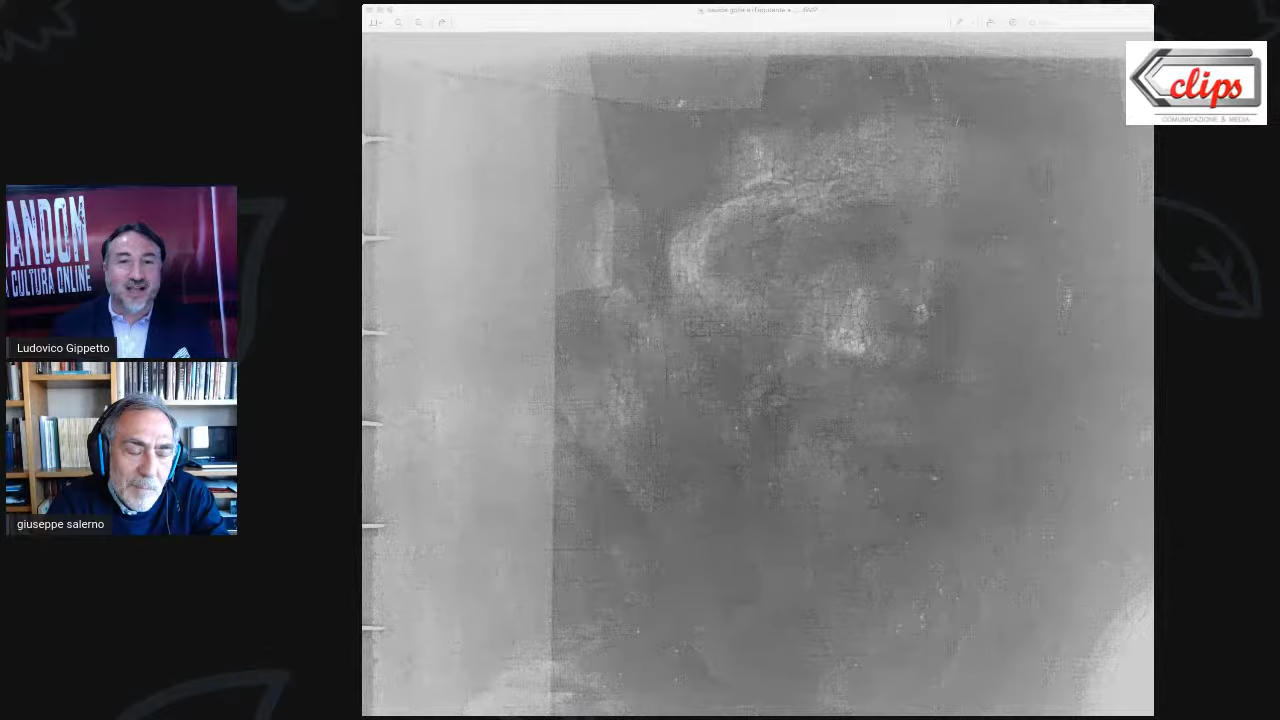 clips
COMUNICAZIONE & MEDIA
ANDOM
A CULTURA ONLINE
Ludovico Gippetto
giuseppe salerno